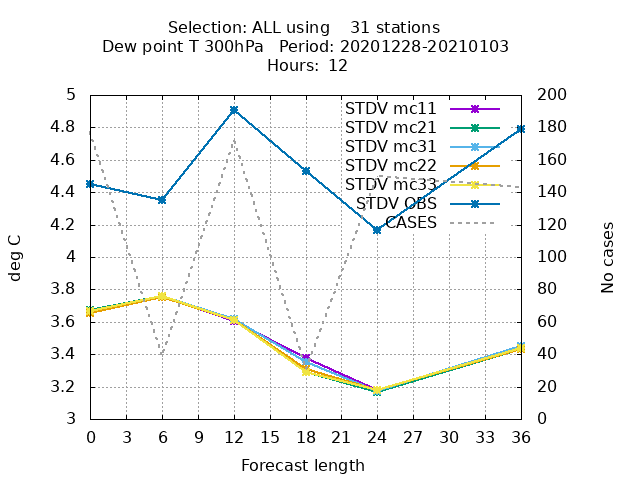 Selection: ALL using    31 stations
Dew point T 300hPa   Period: 20201228-20210103
Hours:  12
deg C
5
4.8
4.6
4.4
4.2
4
3.8
3.6
3.4
3.2
3
200
180
160
140
120
100
80
60
40
20
0
No cases
STDV mc11
STDV mc21
STDV mc31
STDV mc22
STDV mc33
STDV OBS
CASES
0 3 6 9 12 15 18 21 24 27 30 33 36
Forecast length